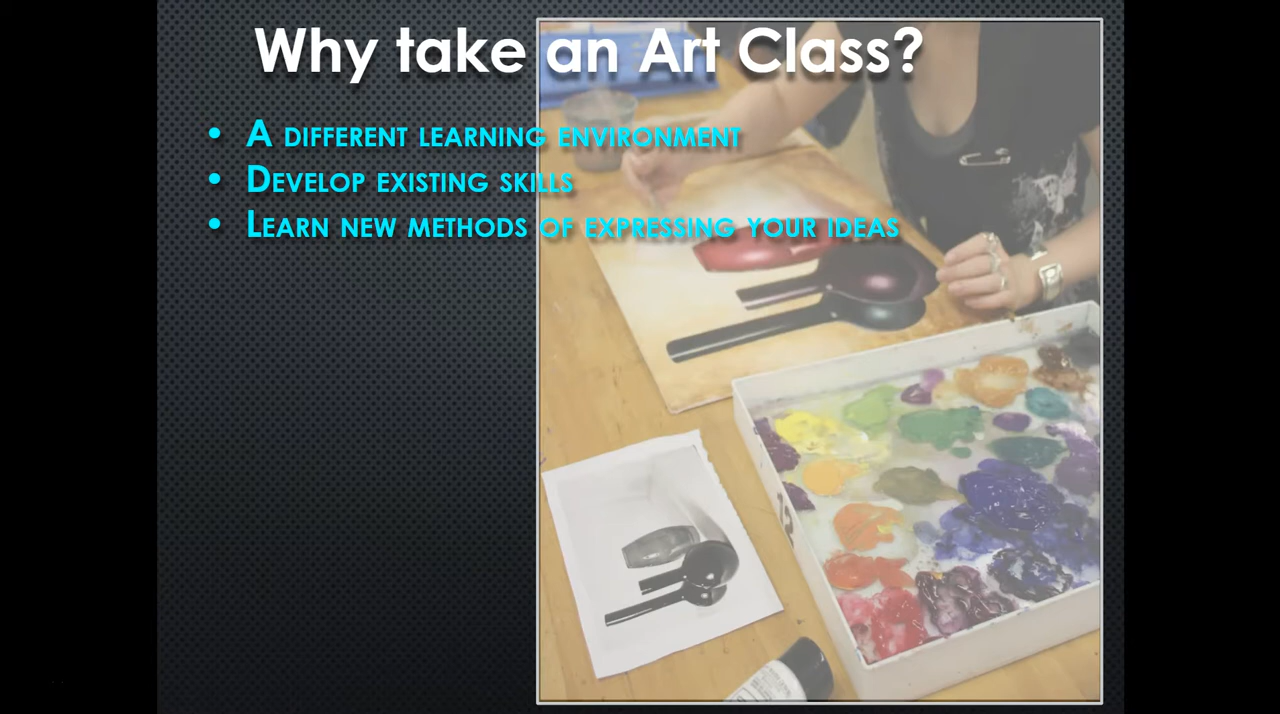 Why take an Art Class?
• A different learning environment
• Develop existing skills
• Learn new methods of expressing your ideas